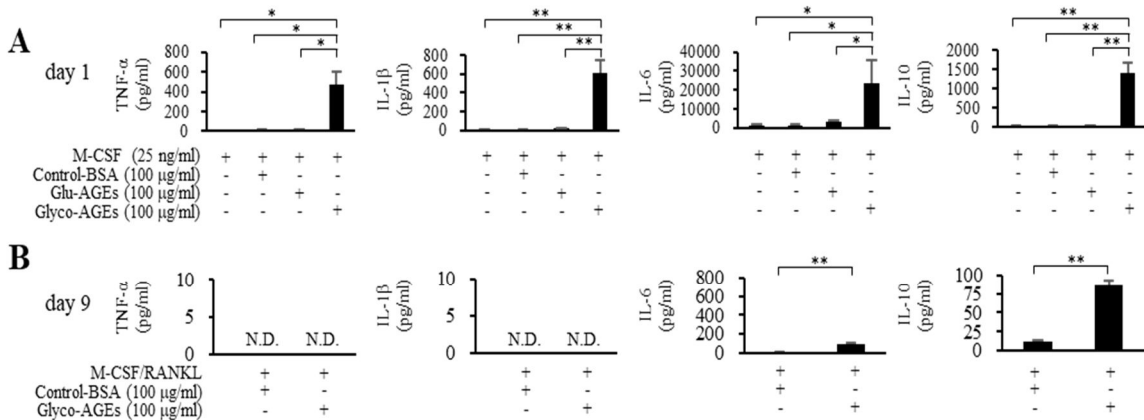 A
day 1
* * *
TNF-α
(pg/ml)
800
600
400
200
0
** ** **
IL-1β
(pg/ml)
800
600
400
200
0
* * *
IL-6
(pg/ml)
40000
30000
20000
10000
0
** ** **
IL-10
(pg/ml)
2000
1500
1000
500
0
M-CSF (25 ng/ml) + + + + + + + + + + + + + + + +
Control-BSA (100 μg/ml) - + - - - + - - - + - - - + - -
Glu-AGEs (100 μg/ml) - - + - - - + - - - + - - - + -
Glyco-AGEs (100 μg/ml) - - - + - - - + - - - + - - - +
B
day 9
TNF-α
(pg/ml)
10
5
0
N.D. N.D.
IL-1β
(pg/ml)
10
5
0
N.D. N.D.
**
IL-6
(pg/ml)
800
600
400
200
0
**
IL-10
(pg/ml)
100
75
50
25
0
M-CSF/RANKL + + + + + + + +
Control-BSA (100 μg/ml) + - + - + - + -
Glyco-AGEs (100 μg/ml) - + - + - + - +